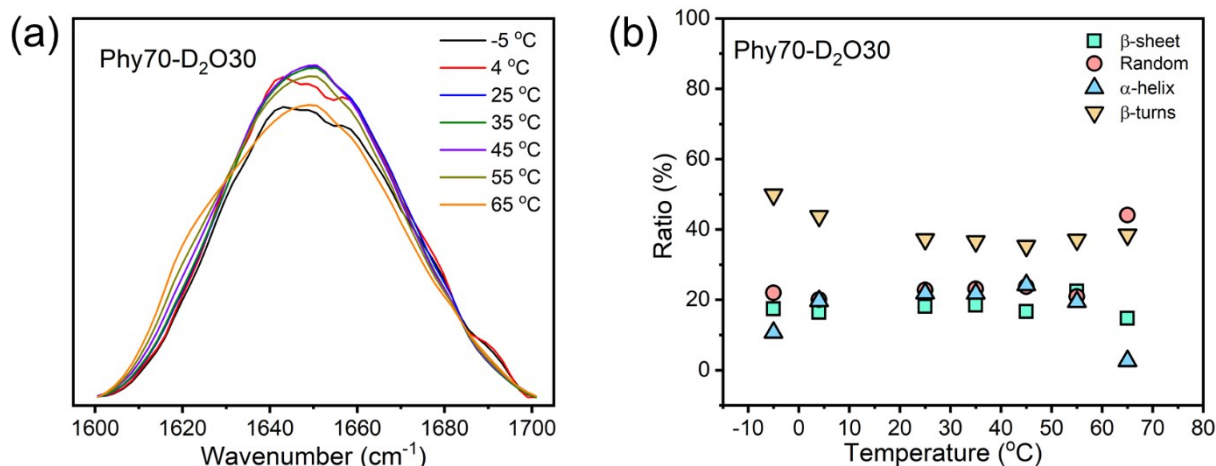 (a)
Phy70-D₂O30
-5 °C
4 °C
25 °C
35 °C
45 °C
55 °C
65 °C
1600 1620 1640 1660 1680 1700
Wavenumber (cm⁻¹)
(b)
Phy70-D₂O30
β-sheet
Random
α-helix
β-turns
100
80
60
40
20
0
Ratio (%)
-10 0 10 20 30 40 50 60 70 80
Temperature (°C)